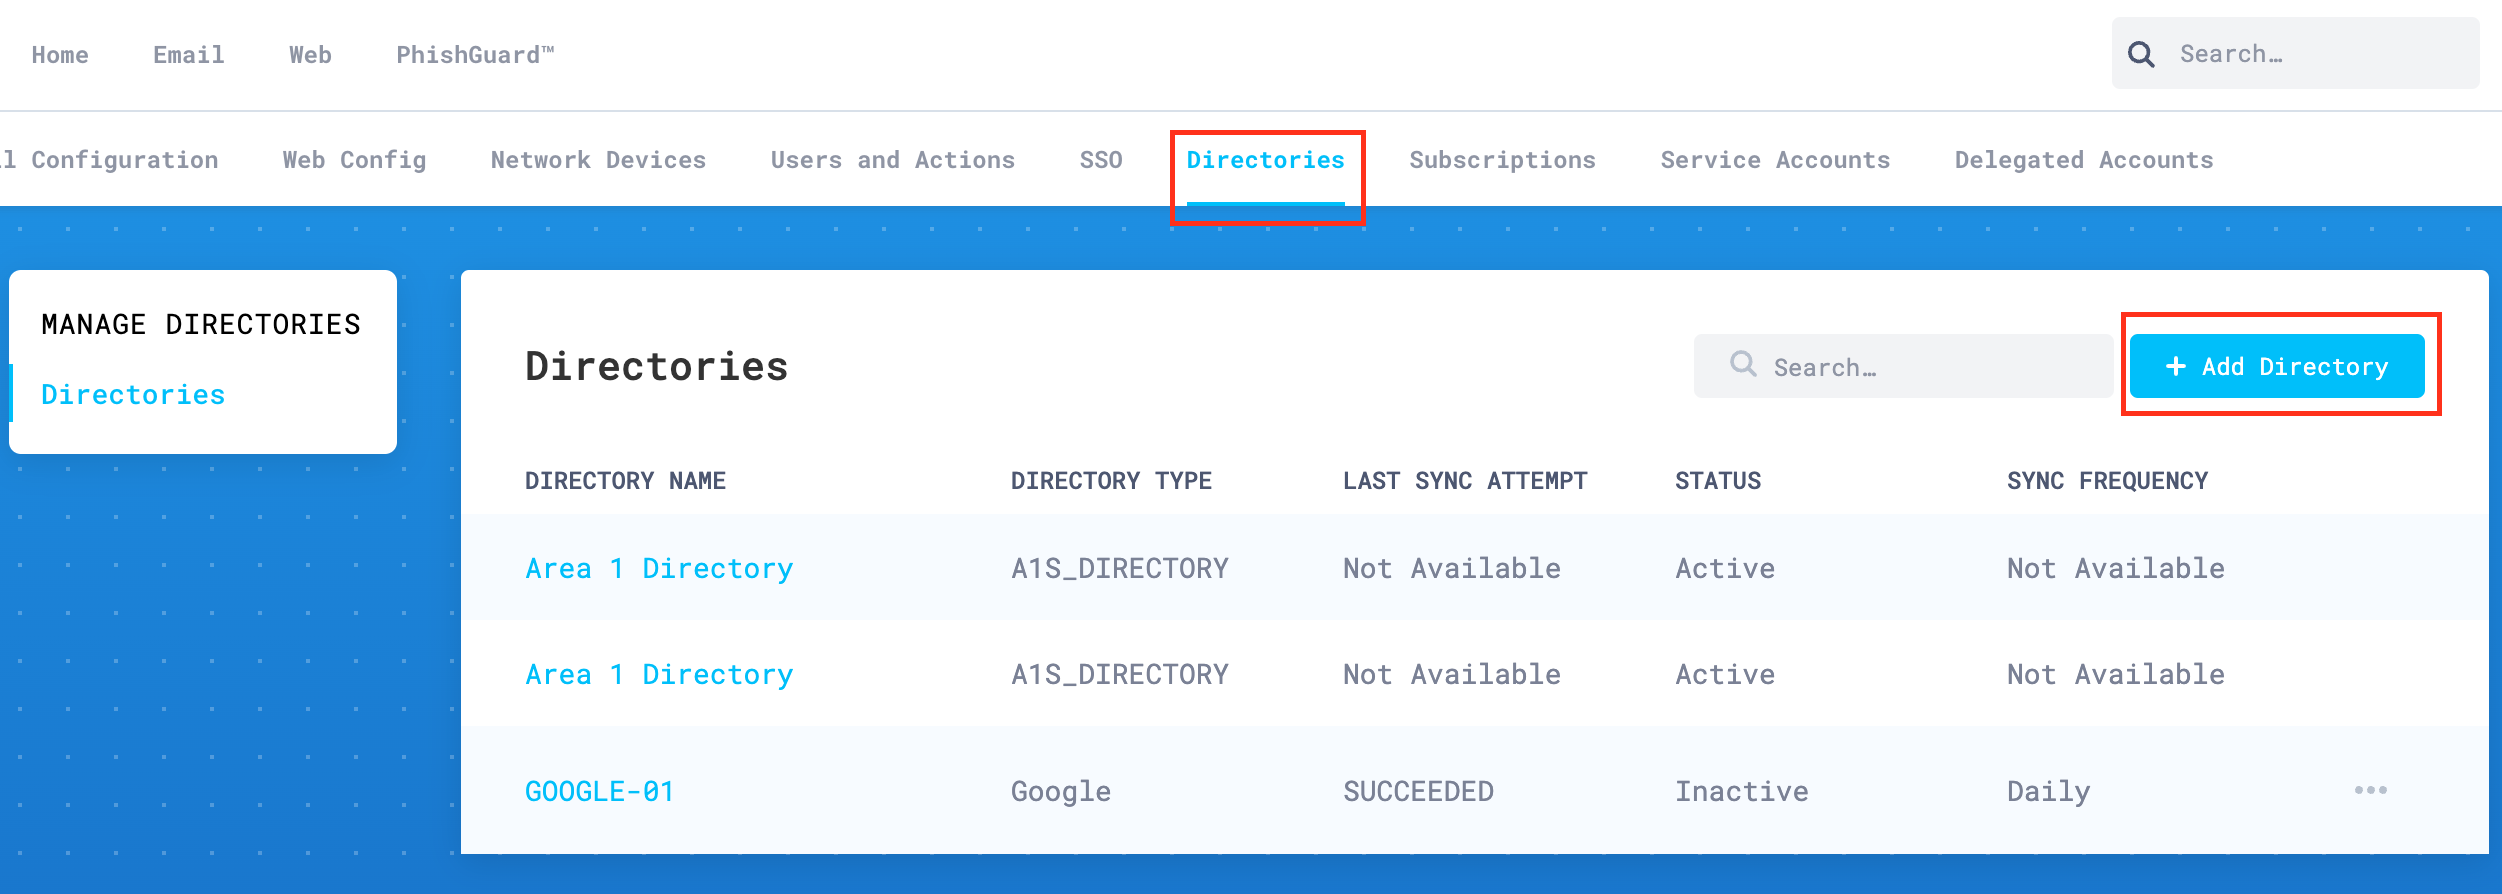 Home Email Web PhishGuard™ Search…
l Configuration Web Config Network Devices Users and Actions SSO Directories Subscriptions Service Accounts Delegated Accounts
MANAGE DIRECTORIES
Directories
Directories Search… + Add Directory
DIRECTORY NAME DIRECTORY TYPE LAST SYNC ATTEMPT STATUS SYNC FREQUENCY
Area 1 Directory A1S_DIRECTORY Not Available Active Not Available
Area 1 Directory A1S_DIRECTORY Not Available Active Not Available
GOOGLE-01 Google SUCCEEDED Inactive Daily